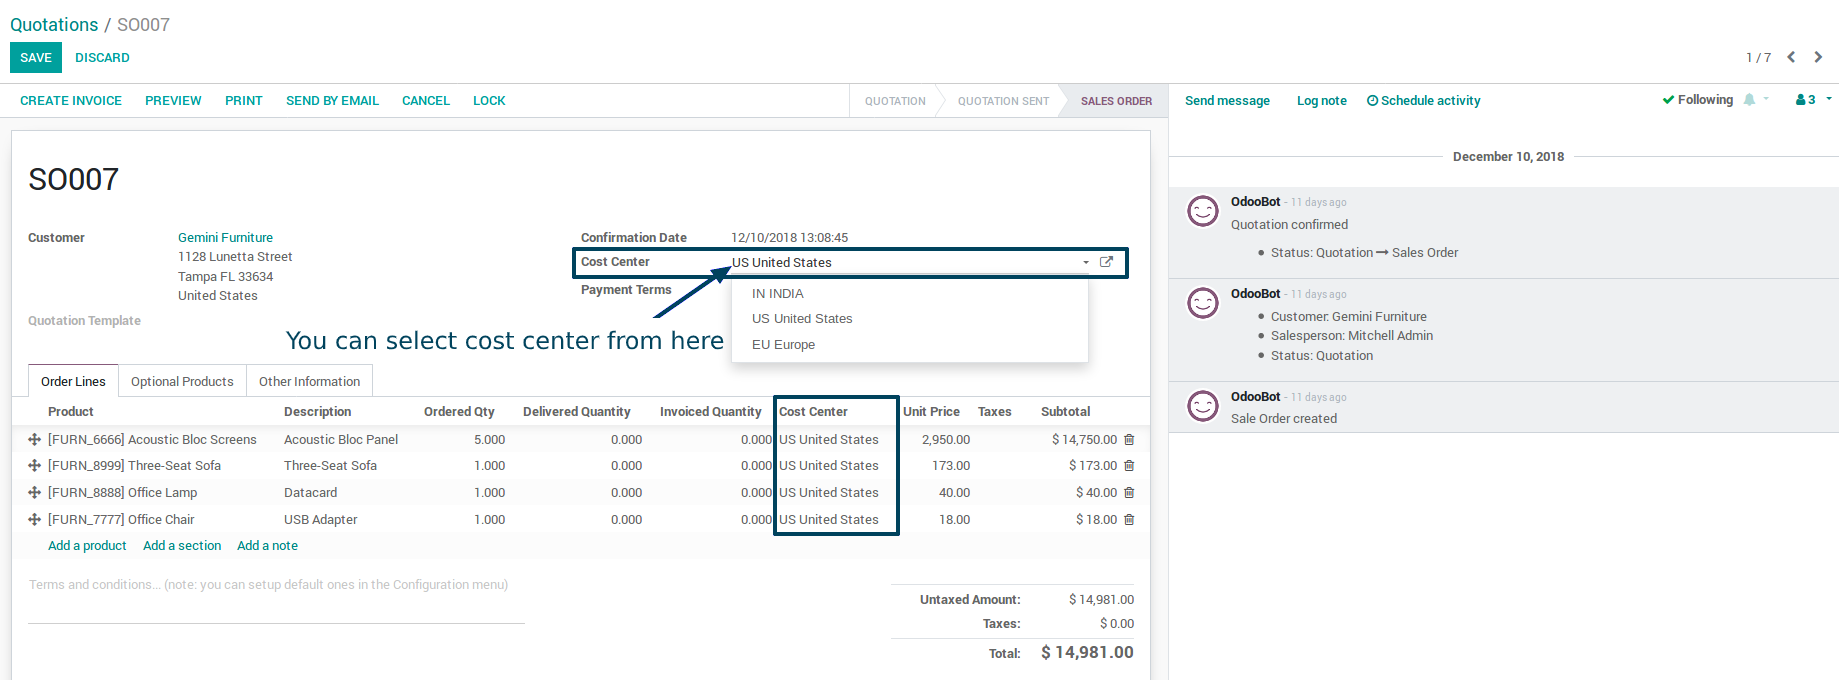 Quotations / SO007
SAVE DISCARD
1 / 7
CREATE INVOICE PREVIEW PRINT SEND BY EMAIL CANCEL LOCK
QUOTATION QUOTATION SENT SALES ORDER
Send message Log note Schedule activity Following 3
SO007
Customer Gemini Furniture
1128 Lunetta Street
Tampa FL 33634
United States
Quotation Template
Confirmation Date 12/10/2018 13:08:45
Cost Center US United States
Payment Terms
IN INDIA
US United States
EU Europe
You can select cost center from here
Order Lines Optional Products Other Information
Product Description Ordered Qty Delivered Quantity Invoiced Quantity Cost Center Unit Price Taxes Subtotal
[FURN_6666] Acoustic Bloc Screens Acoustic Bloc Panel 5.000 0.000 0.000 US United States 2,950.00 $ 14,750.00
[FURN_8999] Three-Seat Sofa Three-Seat Sofa 1.000 0.000 0.000 US United States 173.00 $ 173.00
[FURN_8888] Office Lamp Datacard 1.000 0.000 0.000 US United States 40.00 $ 40.00
[FURN_7777] Office Chair USB Adapter 1.000 0.000 0.000 US United States 18.00 $ 18.00
Add a product Add a section Add a note
Terms and conditions... (note: you can setup default ones in the Configuration menu)
Untaxed Amount: $ 14,981.00
Taxes: $ 0.00
Total: $ 14,981.00
December 10, 2018
OdooBot - 11 days ago
Quotation confirmed
• Status: Quotation → Sales Order
OdooBot - 11 days ago
• Customer: Gemini Furniture
• Salesperson: Mitchell Admin
• Status: Quotation
OdooBot - 11 days ago
Sale Order created